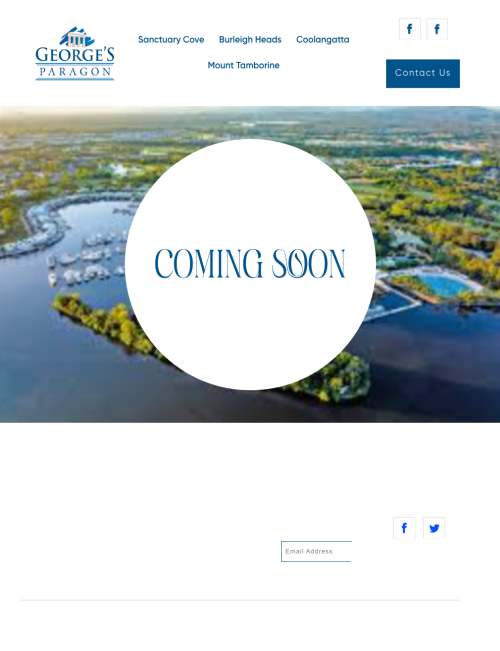 GEORGE'S
PARAGON
Sanctuary Cove
Burleigh Heads
Coolangatta
Mount Tamborine
Contact Us
COMING SOON
Email Address